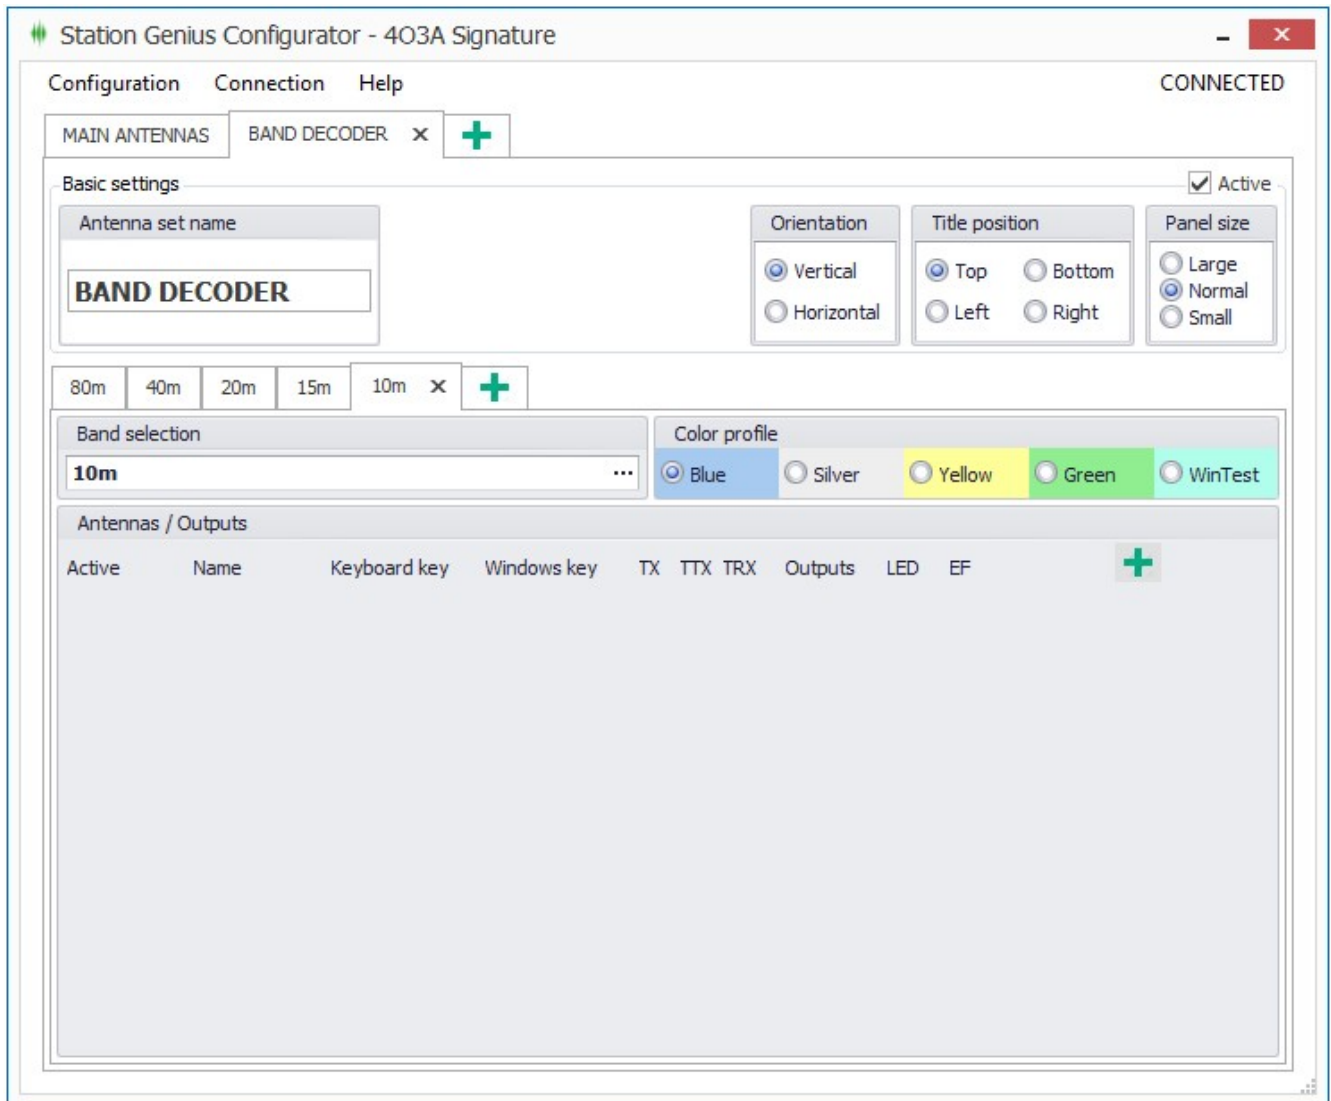 Station Genius Configurator - 4O3A Signature
Configuration Connection Help CONNECTED
MAIN ANTENNAS BAND DECODER
Basic settings Active
Antenna set name Orientation Title position Panel size
BAND DECODER Vertical Top Bottom Large
Normal
Horizontal Left Right Small
80m 40m 20m 15m 10m
Band selection Color profile
10m ... Blue Silver Yellow Green WinTest
Antennas / Outputs
Active Name Keyboard key Windows key TX TTX TRX Outputs LED EF